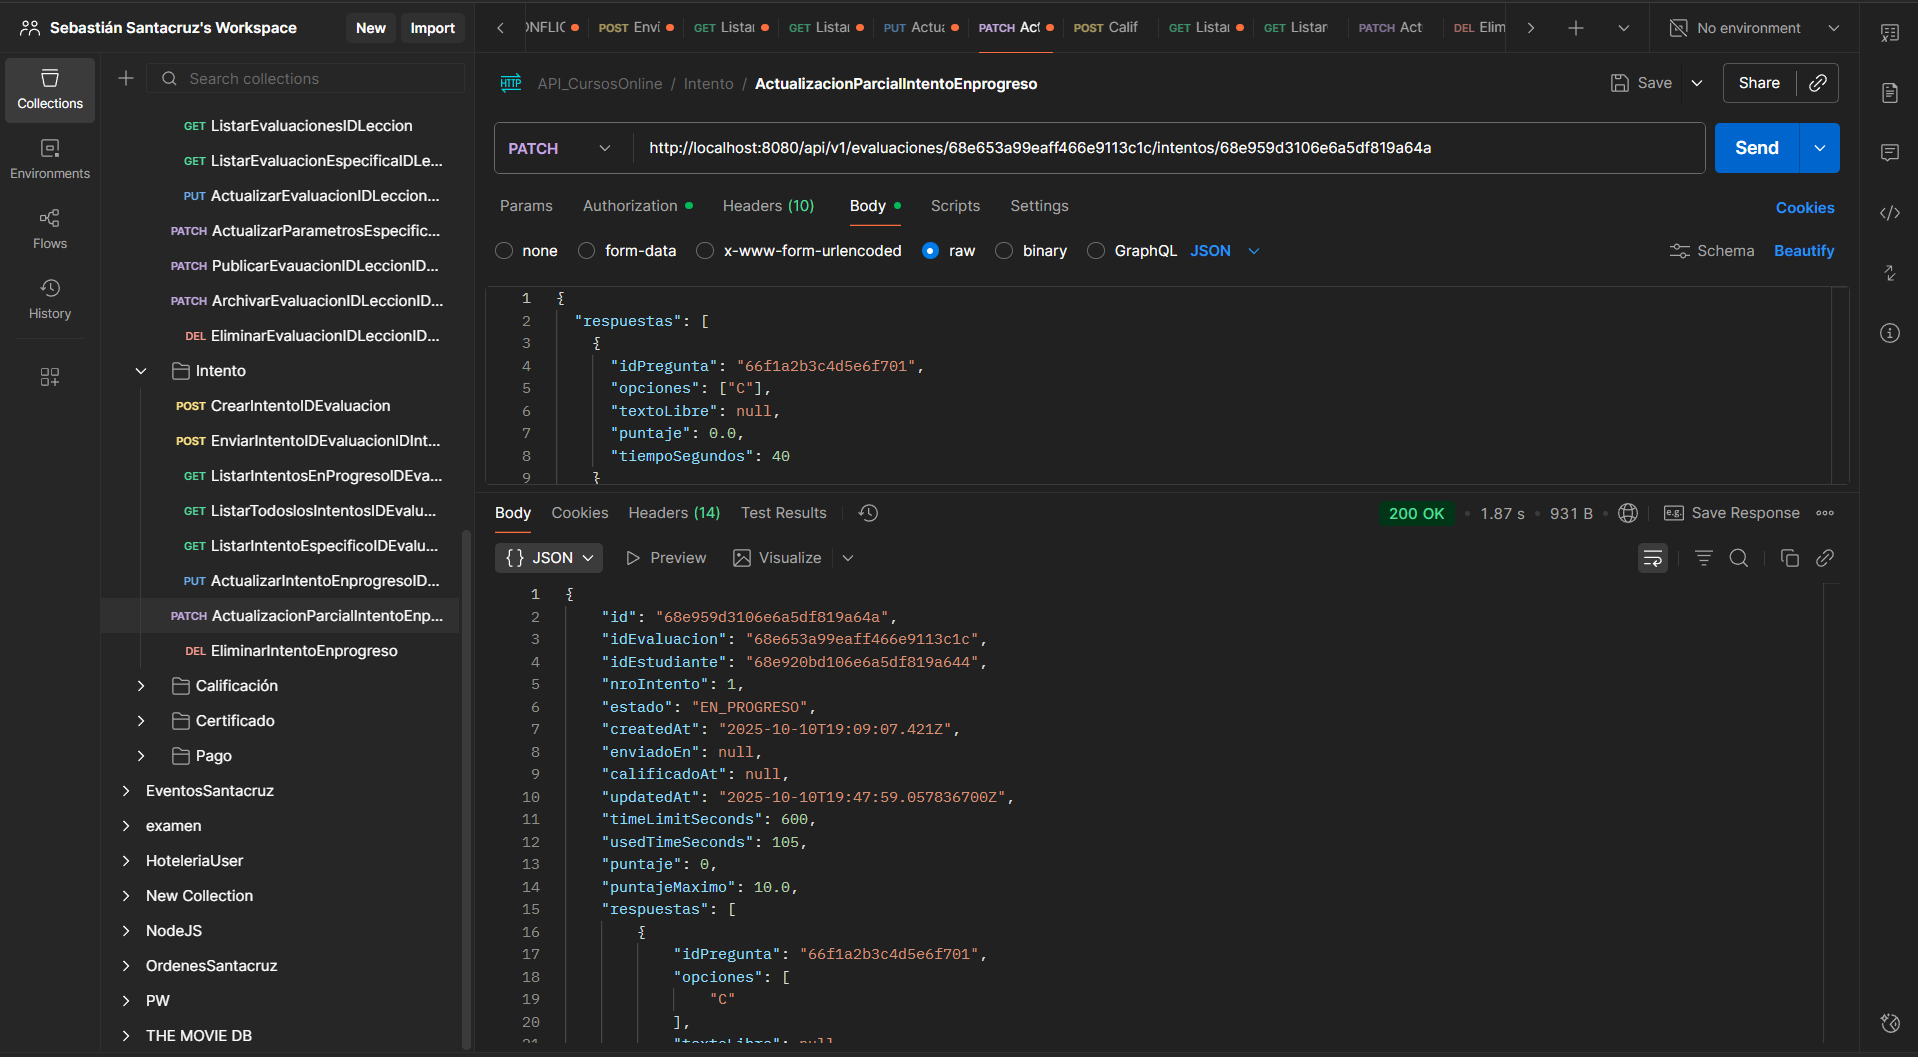 Sebastián Santacruz's Workspace
New
Import
POST Envi
GET Listar
GET Listar
PUT Actua
PATCH Act
POST Calif
GET Listar
GET Listar
PATCH Act
DEL Elim
No environment
Collections
Environments
Flows
History
Search collections
GET ListarEvaluacionesIDLeccion
GET ListarEvaluacionEspecificaIDLe...
PUT ActualizarEvaluacionIDLeccion...
PATCH ActualizarParametrosEspecific...
PATCH PublicarEvauacionIDLeccionID...
PATCH ArchivarEvaluacionIDLeccionID...
DEL EliminarEvaluacionIDLeccionID...
Intento
POST CrearIntentoIDEvaluacion
POST EnviarIntentoIDEvaluacionIDInt...
GET ListarIntentosEnProgresoIDEva...
GET ListarTodoslosIntentosIDEvalu...
GET ListarIntentoEspecificoIDEvalu...
PUT ActualizarIntentoEnprogresoID...
PATCH ActualizacionParcialIntentoEnp...
DEL EliminarIntentoEnprogreso
Calificación
Certificado
Pago
EventosSantacruz
examen
HoteleriaUser
New Collection
NodeJS
OrdenesSantacruz
PW
THE MOVIE DB
HTTP API_CursosOnline / Intento / ActualizacionParcialIntentoEnprogreso
Save
Share
PATCH http://localhost:8080/api/v1/evaluaciones/68e653a99eaff466e9113c1c/intentos/68e959d3106e6a5df819a64a
Send
Params Authorization Headers (10) Body Scripts Settings
Cookies
none form-data x-www-form-urlencoded raw binary GraphQL JSON
Schema Beautify
1 {
2 "respuestas": [
3 {
4 "idPregunta": "66f1a2b3c4d5e6f701",
5 "opciones": ["C"],
6 "textoLibre": null,
7 "puntaje": 0.0,
8 "tiempoSegundos": 40
9 }
Body Cookies Headers (14) Test Results
200 OK • 1.87 s • 931 B
e.g. Save Response
{} JSON Preview Visualize
1 {
2 "id": "68e959d3106e6a5df819a64a",
3 "idEvaluacion": "68e653a99eaff466e9113c1c",
4 "idEstudiante": "68e920bd106e6a5df819a644",
5 "nroIntento": 1,
6 "estado": "EN_PROGRESO",
7 "createdAt": "2025-10-10T19:09:07.421Z",
8 "enviadoEn": null,
9 "calificadoAt": null,
10 "updatedAt": "2025-10-10T19:47:59.057836700Z",
11 "timeLimitSeconds": 600,
12 "usedTimeSeconds": 105,
13 "puntaje": 0,
14 "puntajeMaximo": 10.0,
15 "respuestas": [
16 {
17 "idPregunta": "66f1a2b3c4d5e6f701",
18 "opciones": [
19 "C"
20 ],
21 "textoLibre": null